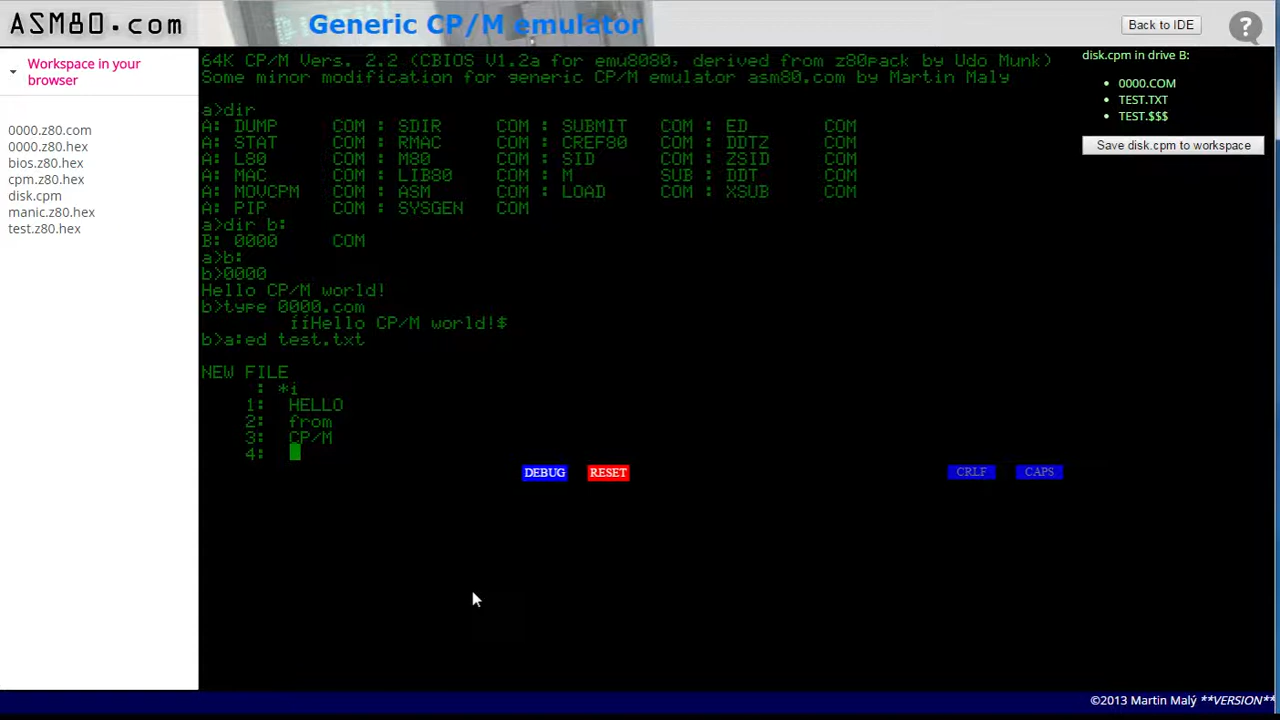 ASM80.com
Generic CP/M emulator
Back to IDE
?
Workspace in your
browser
0000.z80.com
0000.z80.hex
bios.z80.hex
cpm.z80.hex
disk.cpm
manic.z80.hex
test.z80.hex
64K CP/M Vers. 2.2 (CBIOS V1.2a for emu8080, derived from z80pack by Udo Munk)
Some minor modification for generic CP/M emulator asm80.com by Martin Maly
a>dir
A: DUMP COM : SDIR COM : SUBMIT COM : ED COM
A: STAT COM : RMAC COM : CREF80 COM : DDTZ COM
A: L80 COM : M80 COM : SID COM : ZSID COM
A: MAC COM : LIB80 COM : M SUB : DDT COM
A: MOVCPM COM : ASM COM : LOAD COM : XSUB COM
A: PIP COM : SYSGEN COM
a>dir b:
B: 0000 COM
a>b:
b>0000
Hello CP/M world!
b>type 0000.com
ííHello CP/M world!$
b>a:ed test.txt
NEW FILE
: *i
1: HELLO
2: from
3: CP/M
4:
DEBUG RESET CRLF CAPS
disk.cpm in drive B:
0000.COM
TEST.TXT
TEST.$$$
Save disk.cpm to workspace
©2013 Martin Malý **VERSION**